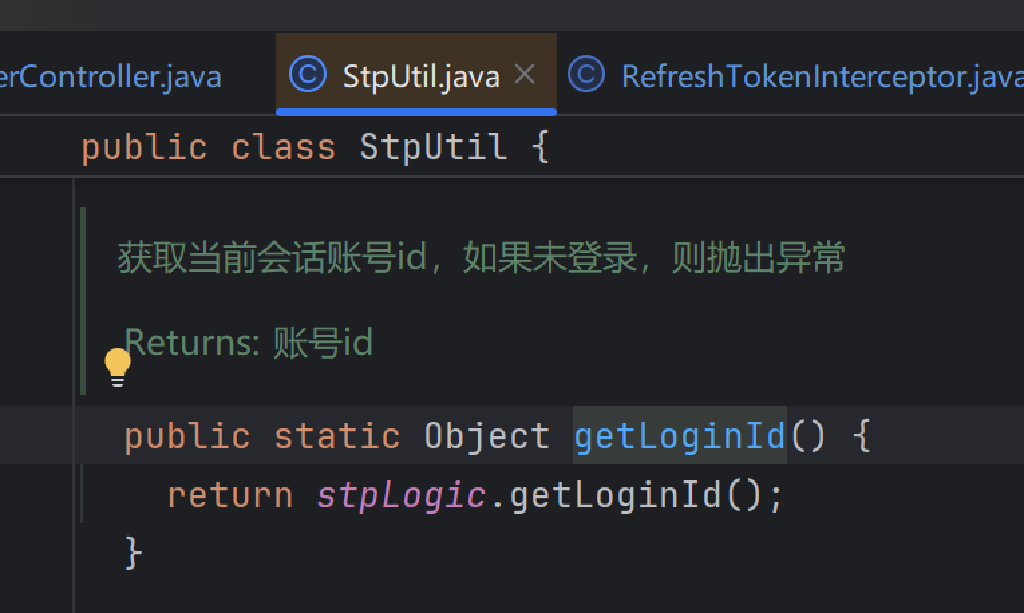 erController.java
StpUtil.java
RefreshTokenInterceptor.java
public class StpUtil {
获取当前会话账号id，如果未登录，则抛出异常
Returns: 账号id
public static Object getLoginId() {
return stpLogic.getLoginId();
}